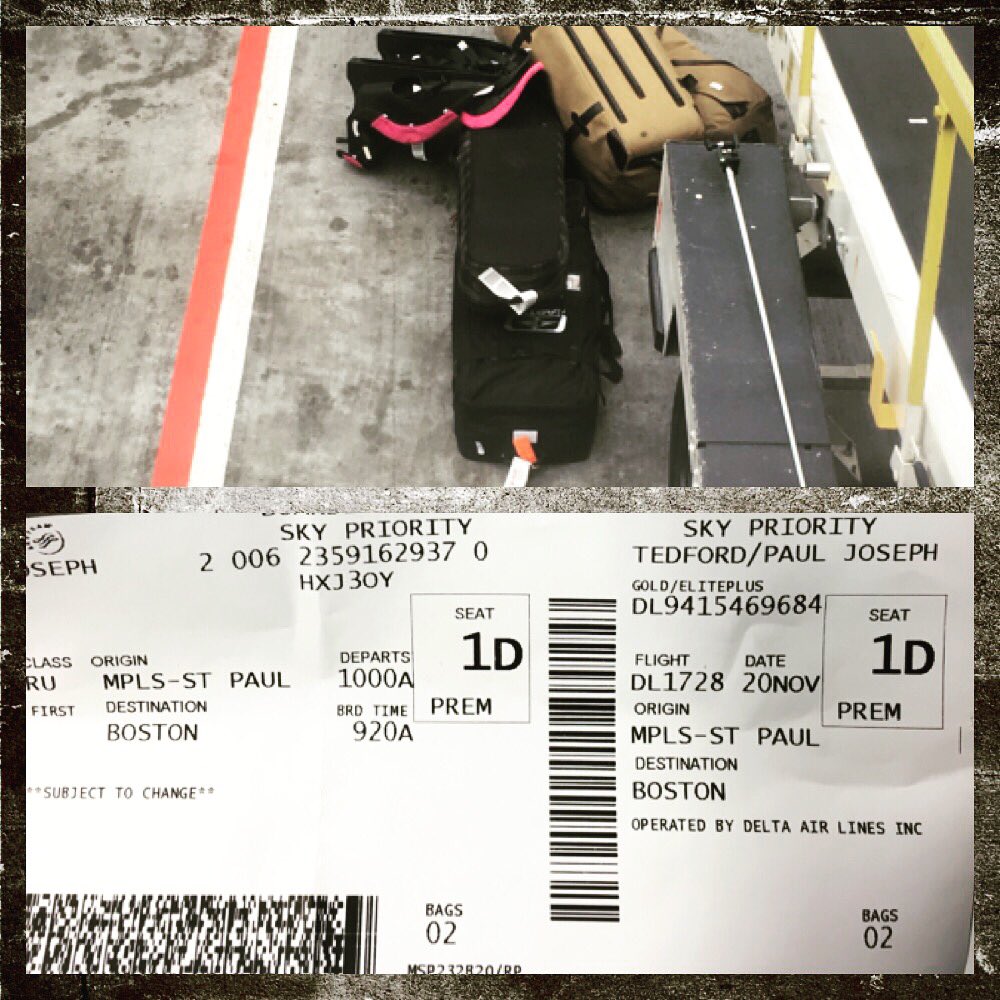 SKY PRIORITY
OSEPH
2 006 2359162937 0
HXJ3OY
SEAT
1D
PREM
CLASS ORIGIN
RU MPLS-ST PAUL
DEPARTS
1000A
FIRST DESTINATION
BOSTON
BRD TIME
920A
**SUBJECT TO CHANGE**
BAGS
02
SKY PRIORITY
TEDFORD/PAUL JOSEPH
GOLD/ELITEPLUS
DL9415469684
SEAT
1D
PREM
FLIGHT DATE
DL1728 20NOV
ORIGIN
MPLS-ST PAUL
DESTINATION
BOSTON
OPERATED BY DELTA AIR LINES INC
BAGS
02